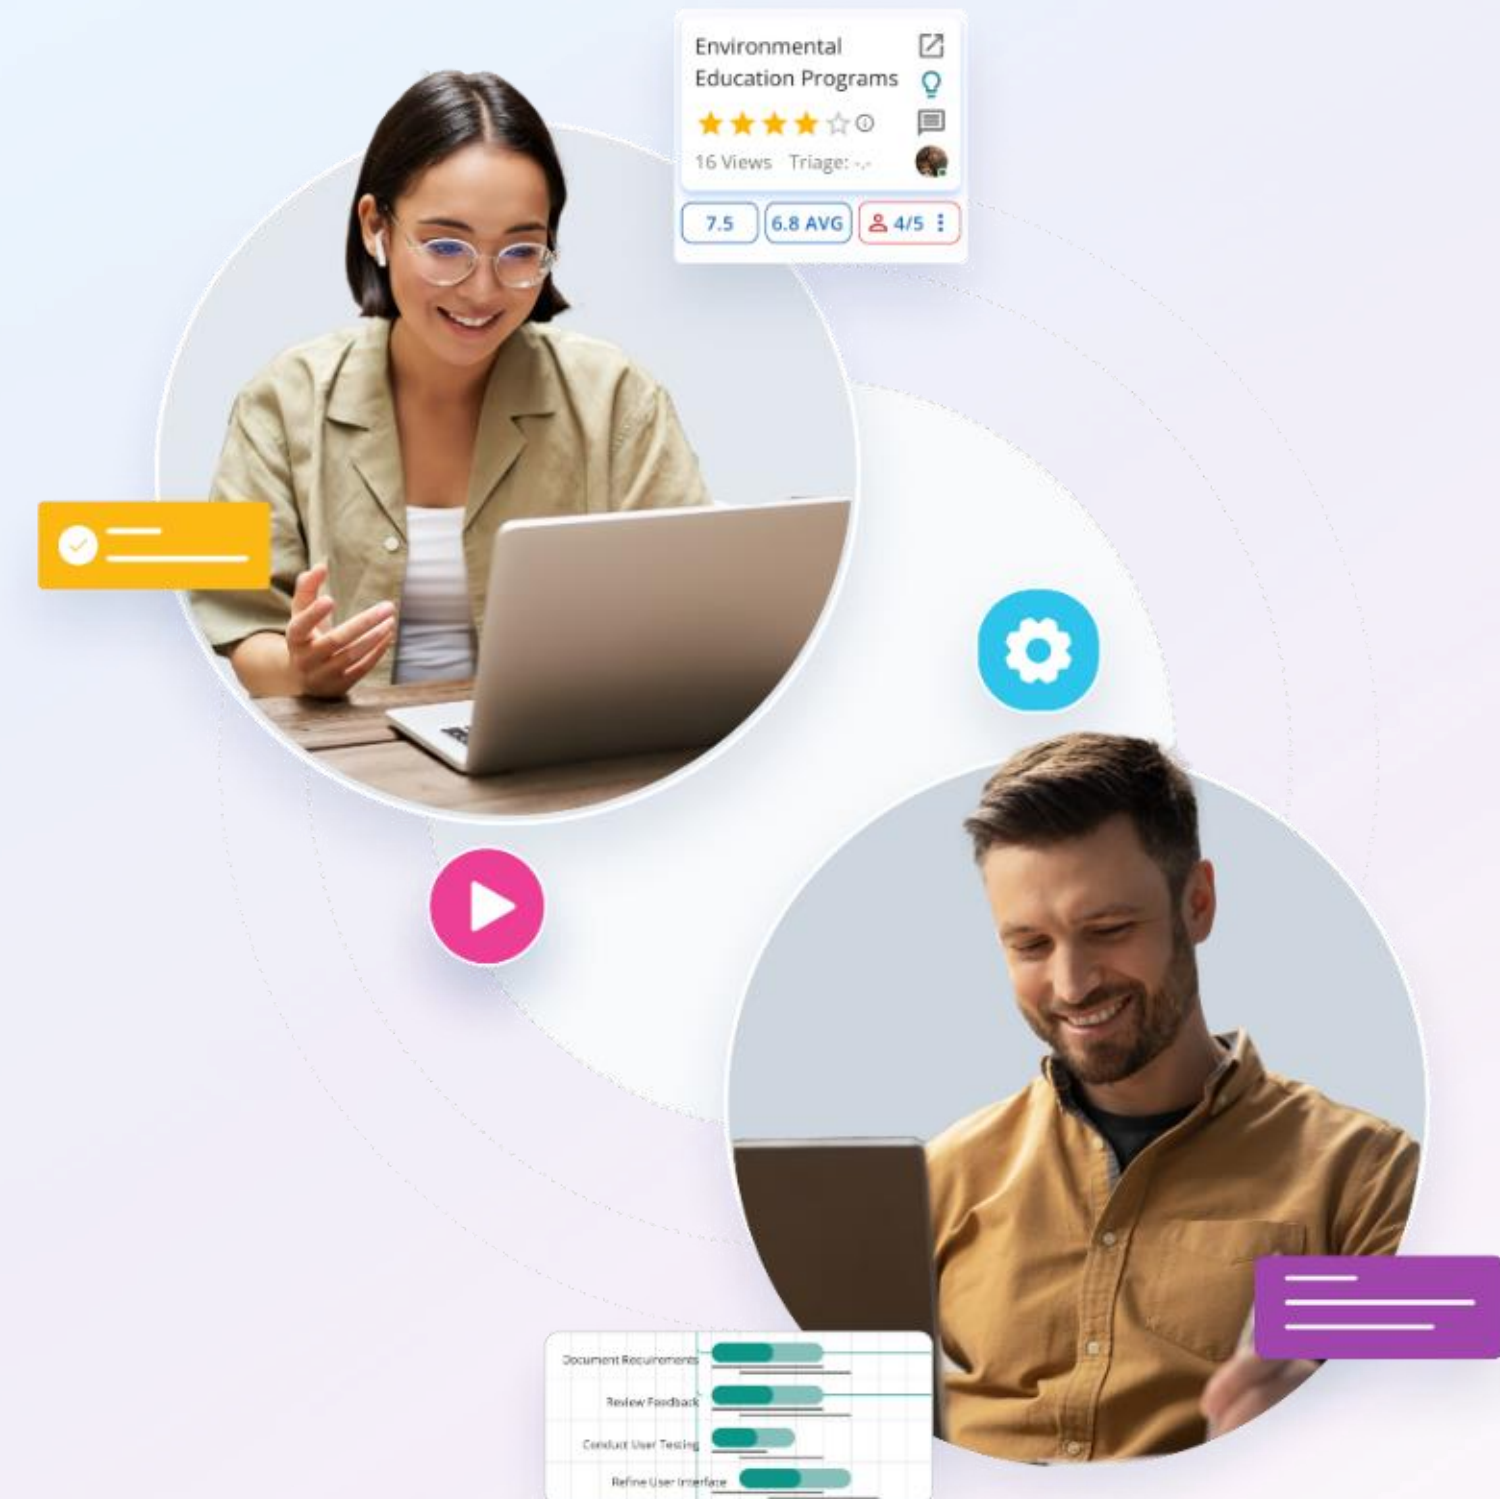 Environmental
Education Programs
16 Views Triage: -.-
7.5
6.8 AVG
4/5
Document Requirements
Review Feedback
Conduct User Testing
Refine User Interface